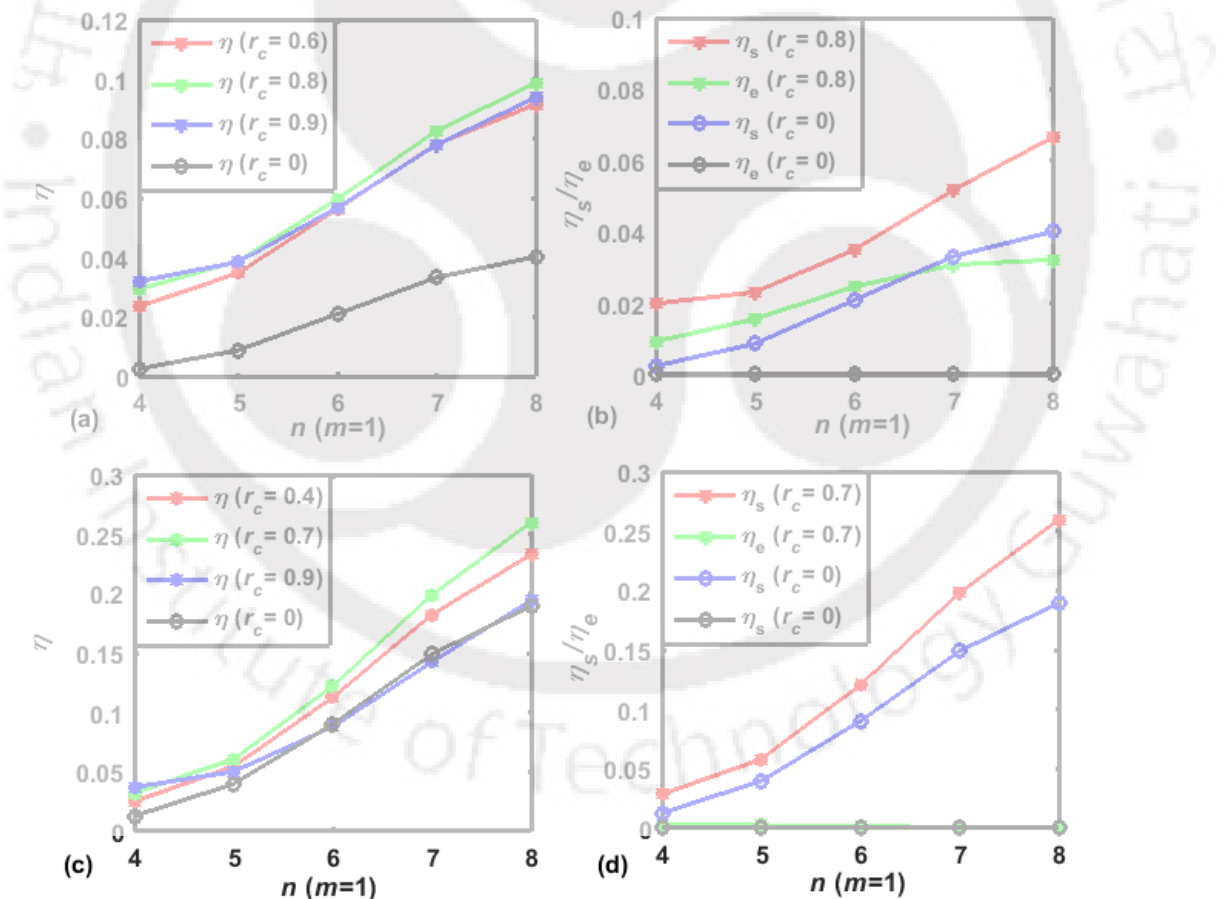 0.12
0.1
0.08
0.06
0.04
0.02
0
η
η (r_c = 0.6)
η (r_c = 0.8)
η (r_c = 0.9)
η (r_c = 0)
4 5 6 7 8
(a)
n (m=1)
0.1
0.08
0.06
0.04
0.02
0
η_s/η_e
η_s (r_c = 0.8)
η_e (r_c = 0.8)
η_s (r_c = 0)
η_e (r_c = 0)
4 5 6 7 8
(b)
n (m=1)
0.3
0.25
0.2
0.15
0.1
0.05
0
η
η (r_c = 0.4)
η (r_c = 0.7)
η (r_c = 0.9)
η (r_c = 0)
4 5 6 7 8
(c)
n (m=1)
0.3
0.25
0.2
0.15
0.1
0.05
0
η_s/η_e
η_s (r_c = 0.7)
η_e (r_c = 0.7)
η_s (r_c = 0)
η_s (r_c = 0)
4 5 6 7 8
(d)
n (m=1)
Indian Institute of Technology Guwahati